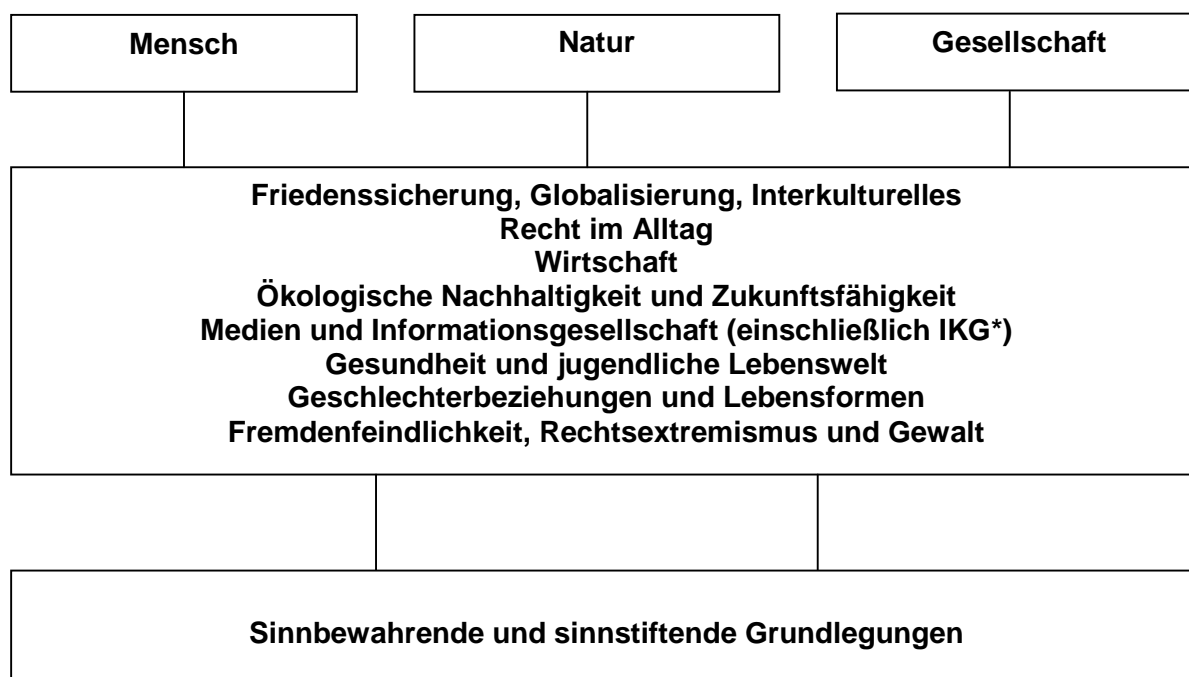 Mensch
Natur
Gesellschaft
Friedenssicherung, Globalisierung, Interkulturelles
Recht im Alltag
Wirtschaft
Ökologische Nachhaltigkeit und Zukunftsfähigkeit
Medien und Informationsgesellschaft (einschließlich IKG*)
Gesundheit und jugendliche Lebenswelt
Geschlechterbeziehungen und Lebensformen
Fremdenfeindlichkeit, Rechtsextremismus und Gewalt
Sinnbewahrende und sinnstiftende Grundlegungen